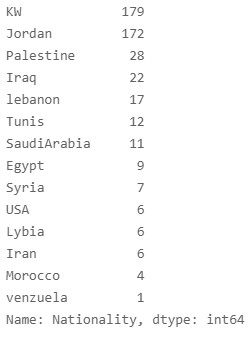 KW 179
Jordan 172
Palestine 28
Iraq 22
lebanon 17
Tunis 12
SaudiArabia 11
Egypt 9
Syria 7
USA 6
Lybia 6
Iran 6
Morocco 4
venzuela 1
Name: Nationality, dtype: int64